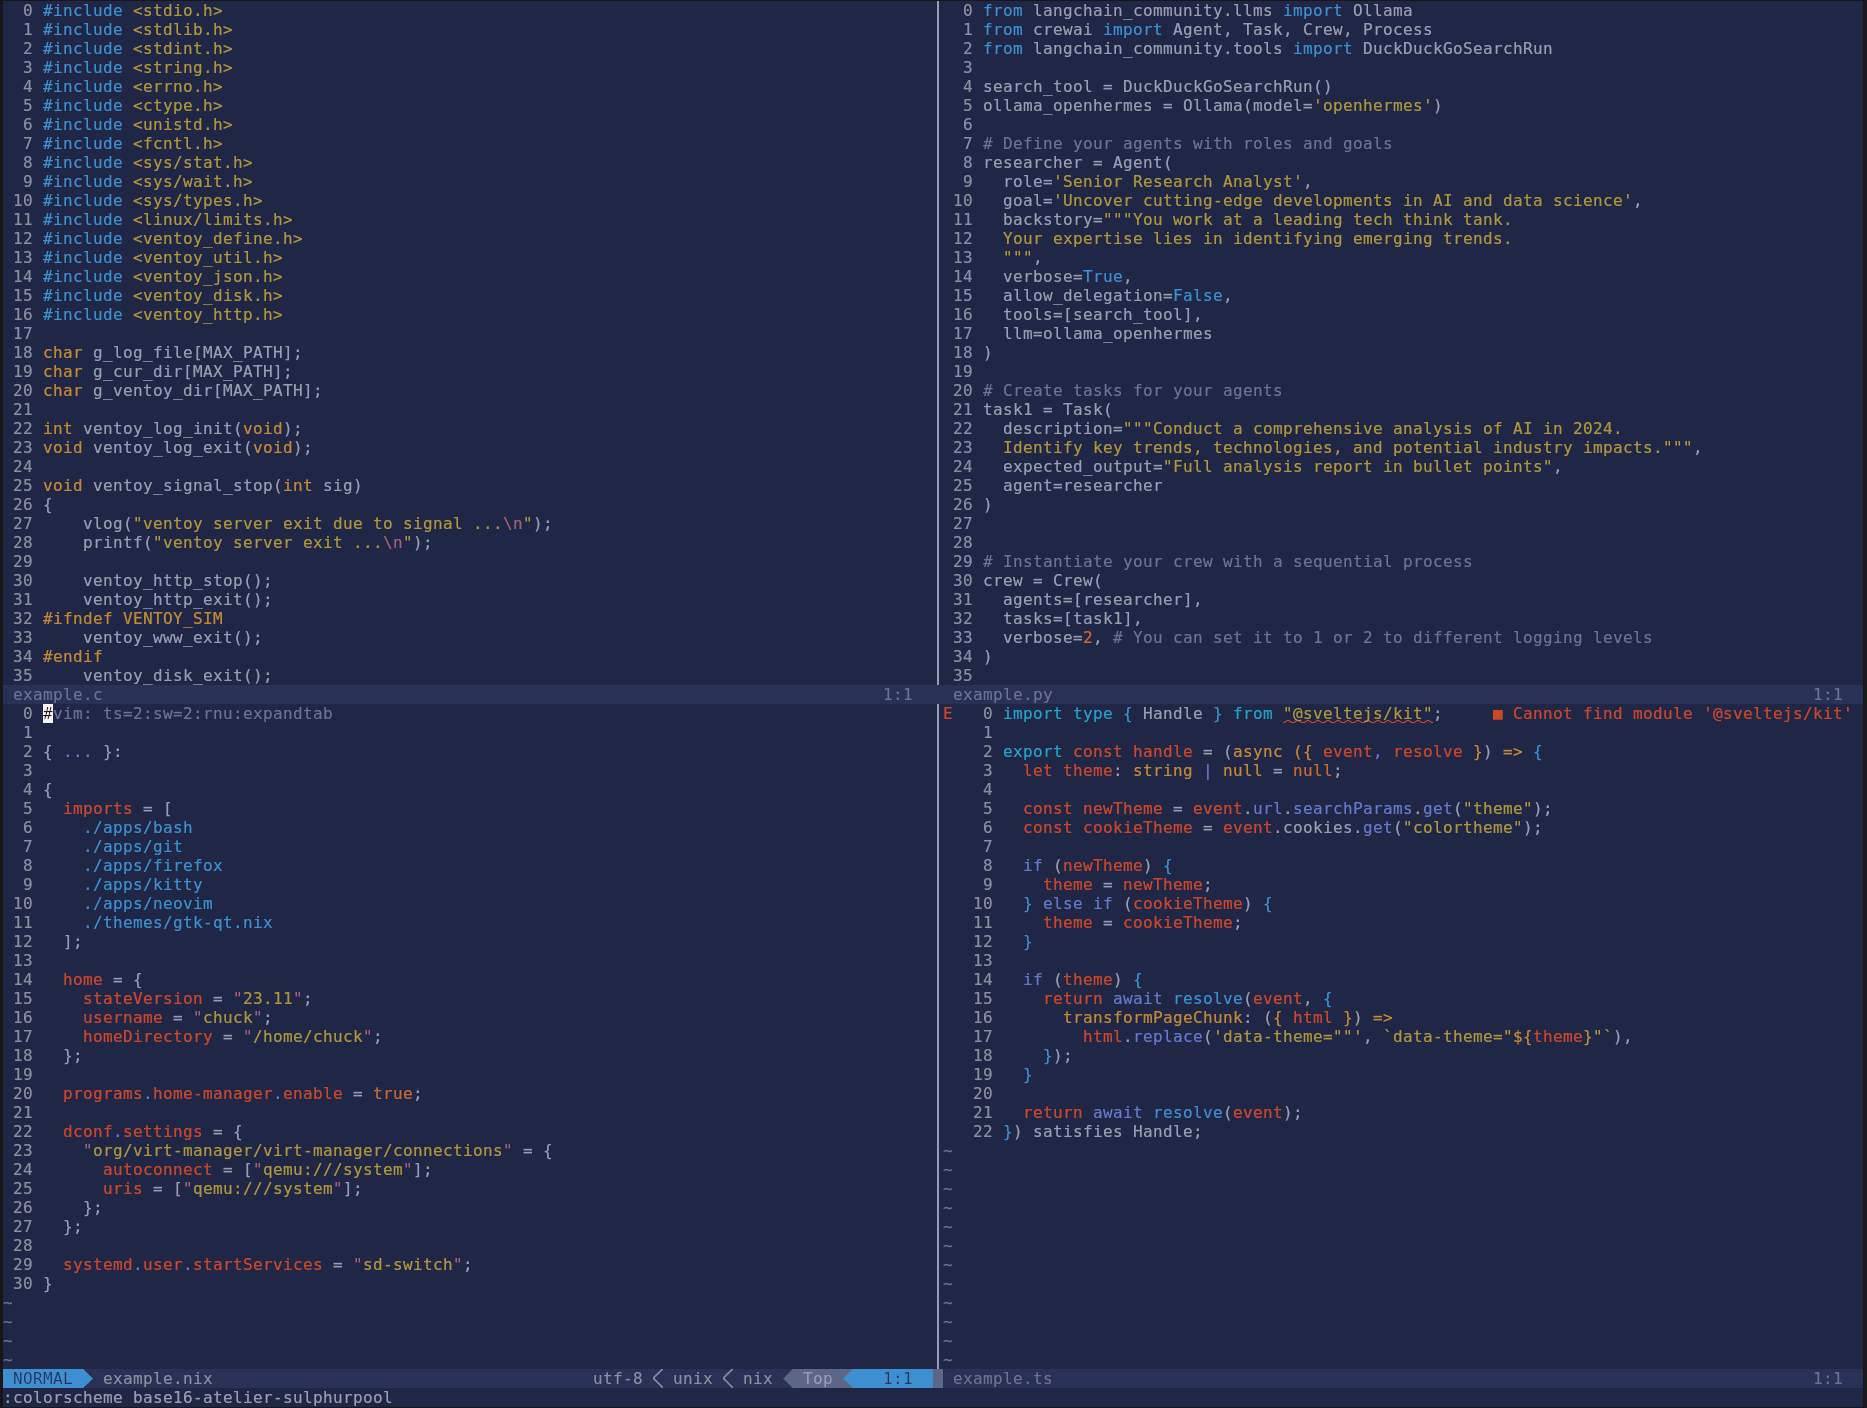 0 #include <stdio.h>
1 #include <stdlib.h>
2 #include <stdint.h>
3 #include <string.h>
4 #include <errno.h>
5 #include <ctype.h>
6 #include <unistd.h>
7 #include <fcntl.h>
8 #include <sys/stat.h>
9 #include <sys/wait.h>
10 #include <sys/types.h>
11 #include <linux/limits.h>
12 #include <ventoy_define.h>
13 #include <ventoy_util.h>
14 #include <ventoy_json.h>
15 #include <ventoy_disk.h>
16 #include <ventoy_http.h>
17
18 char g_log_file[MAX_PATH];
19 char g_cur_dir[MAX_PATH];
20 char g_ventoy_dir[MAX_PATH];
21
22 int ventoy_log_init(void);
23 void ventoy_log_exit(void);
24
25 void ventoy_signal_stop(int sig)
26 {
27     vlog("ventoy server exit due to signal ...\n");
28     printf("ventoy server exit ...\n");
29
30     ventoy_http_stop();
31     ventoy_http_exit();
32 #ifndef VENTOY_SIM
33     ventoy_www_exit();
34 #endif
35     ventoy_disk_exit();
example.c 1:1
0 from langchain_community.llms import Ollama
1 from crewai import Agent, Task, Crew, Process
2 from langchain_community.tools import DuckDuckGoSearchRun
3
4 search_tool = DuckDuckGoSearchRun()
5 ollama_openhermes = Ollama(model='openhermes')
6
7 # Define your agents with roles and goals
8 researcher = Agent(
9   role='Senior Research Analyst',
10   goal='Uncover cutting-edge developments in AI and data science',
11   backstory="""You work at a leading tech think tank.
12   Your expertise lies in identifying emerging trends.
13   """,
14   verbose=True,
15   allow_delegation=False,
16   tools=[search_tool],
17   llm=ollama_openhermes
18 )
19
20 # Create tasks for your agents
21 task1 = Task(
22   description="""Conduct a comprehensive analysis of AI in 2024.
23   Identify key trends, technologies, and potential industry impacts.""",
24   expected_output="Full analysis report in bullet points",
25   agent=researcher
26 )
27
28
29 # Instantiate your crew with a sequential process
30 crew = Crew(
31   agents=[researcher],
32   tasks=[task1],
33   verbose=2, # You can set it to 1 or 2 to different logging levels
34 )
35
example.py 1:1
0 #vim: ts=2:sw=2:rnu:expandtab
1
2 { ... }:
3
4 {
5   imports = [
6     ./apps/bash
7     ./apps/git
8     ./apps/firefox
9     ./apps/kitty
10     ./apps/neovim
11     ./themes/gtk-qt.nix
12   ];
13
14   home = {
15     stateVersion = "23.11";
16     username = "chuck";
17     homeDirectory = "/home/chuck";
18   };
19
20   programs.home-manager.enable = true;
21
22   dconf.settings = {
23     "org/virt-manager/virt-manager/connections" = {
24       autoconnect = ["qemu:///system"];
25       uris = ["qemu:///system"];
26     };
27   };
28
29   systemd.user.startServices = "sd-switch";
30 }
~
~
~
~
NORMAL example.nix utf-8 unix nix Top 1:1
E 0 import type { Handle } from "@sveltejs/kit"; ■ Cannot find module '@sveltejs/kit'
1
2 export const handle = (async ({ event, resolve }) => {
3   let theme: string | null = null;
4
5   const newTheme = event.url.searchParams.get("theme");
6   const cookieTheme = event.cookies.get("colortheme");
7
8   if (newTheme) {
9     theme = newTheme;
10   } else if (cookieTheme) {
11     theme = cookieTheme;
12   }
13
14   if (theme) {
15     return await resolve(event, {
16       transformPageChunk: ({ html }) =>
17         html.replace('data-theme=""', `data-theme="${theme}"`),
18     });
19   }
20
21   return await resolve(event);
22 }) satisfies Handle;
~
~
~
~
~
~
~
~
~
~
~
~
example.ts 1:1
:colorscheme base16-atelier-sulphurpool